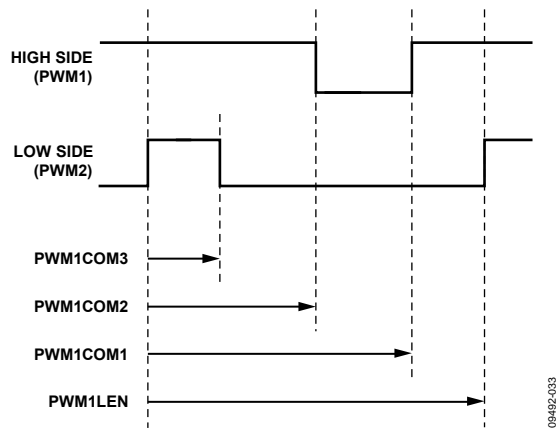 HIGH SIDE
(PWM1)
LOW SIDE
(PWM2)
PWM1COM3
PWM1COM2
PWM1COM1
PWM1LEN
09492-033